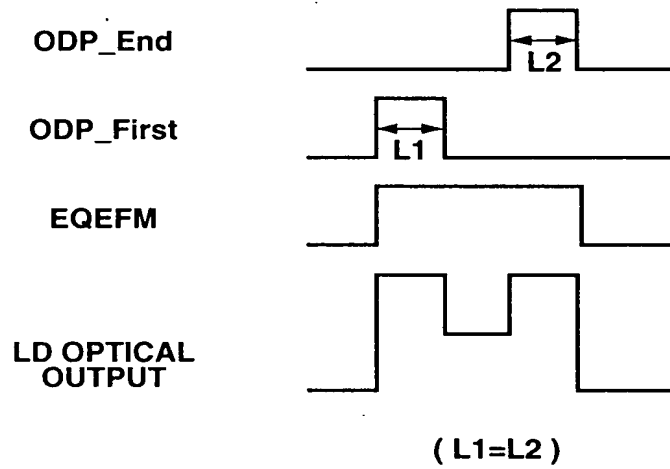 ODP_End
L2
ODP_First
L1
EQEFM
LD OPTICAL
OUTPUT
( L1=L2 )